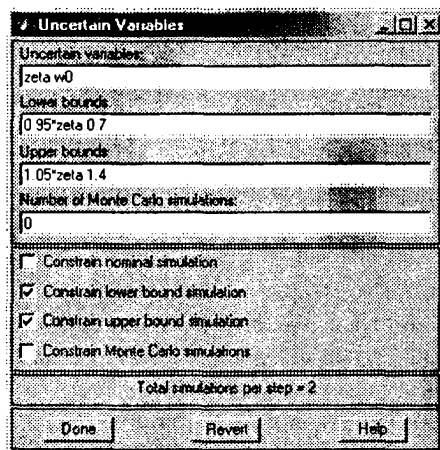 Uncertain Variables
Uncertain variables:
zeta w0
Lower bounds
0 95*zeta 0 7
Upper bounds
1.05*zeta 1.4
Number of Monte Carlo simulations:
0
Constrain nominal simulation
Constrain lower bound simulation
Constrain upper bound simulation
Constrain Monte Carlo simulations
Total simulations per step = 2
Done Revert Help